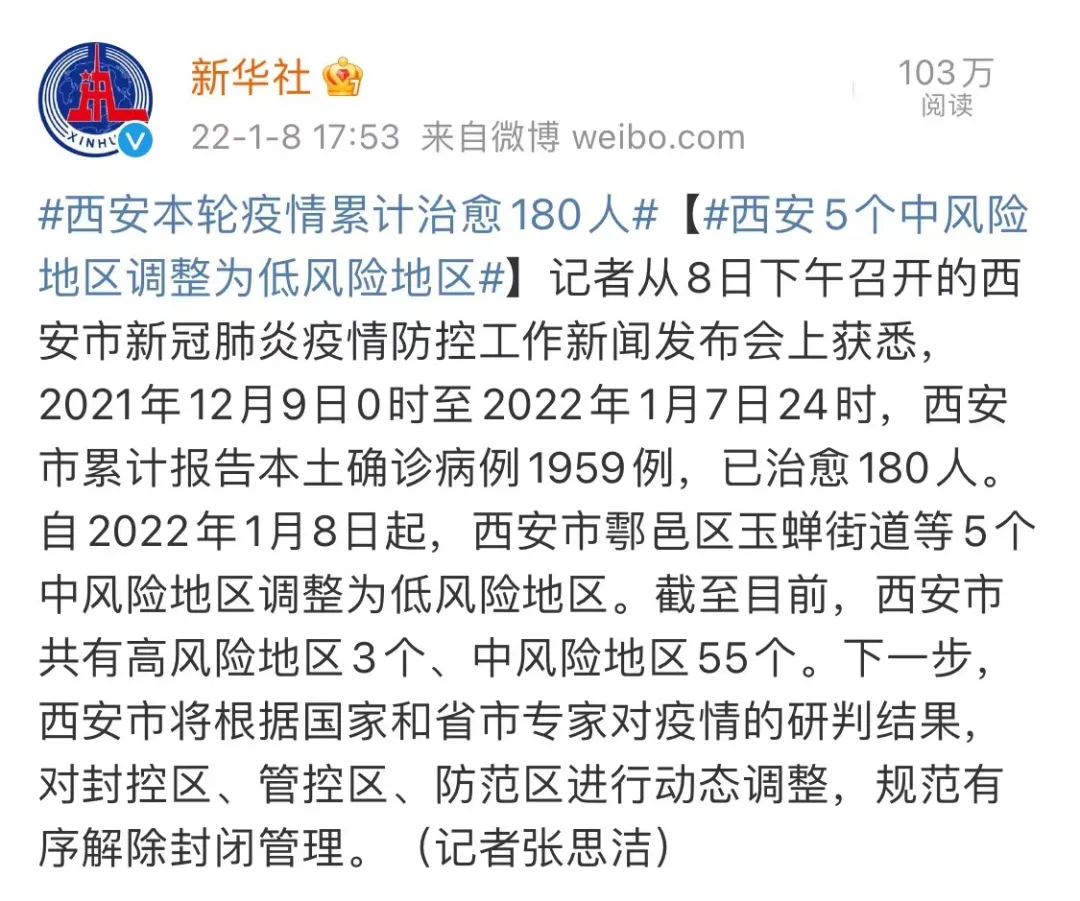 新华社
103万
阅读
22-1-8 17:53 来自微博 weibo.com
XINHU
#西安本轮疫情累计治愈180人#【#西安5个中风险
地区调整为低风险地区#】记者从8日下午召开的西
安市新冠肺炎疫情防控工作新闻发布会上获悉，
2021年12月9日0时至2022年1月7日24时，西安
市累计报告本土确诊病例1959例，已治愈180人。
自2022年1月8日起，西安市鄠邑区玉蝉街道等5个
中风险地区调整为低风险地区。截至目前，西安市
共有高风险地区3个、中风险地区55个。下一步，
西安市将根据国家和省市专家对疫情的研判结果，
对封控区、管控区、防范区进行动态调整，规范有
序解除封闭管理。（记者张思洁）